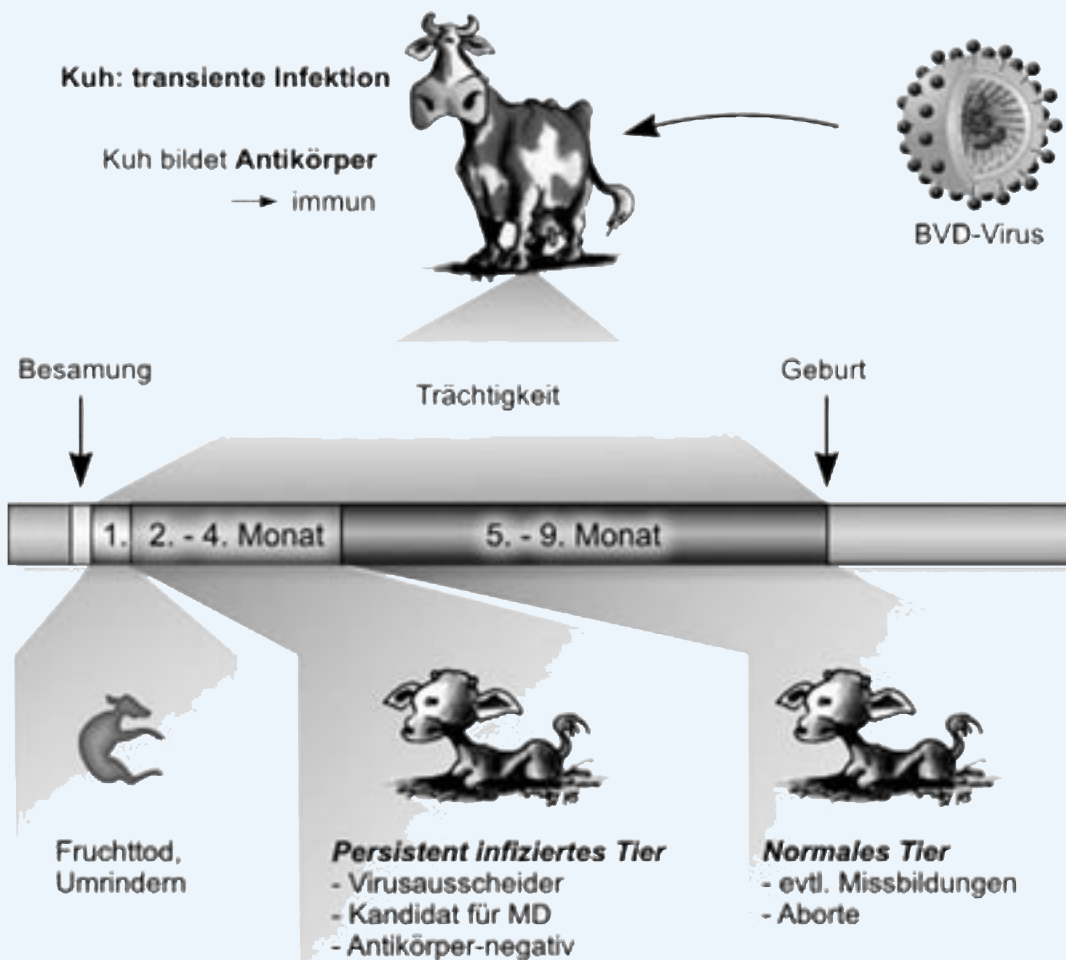 Kuh: transiente Infektion
Kuh bildet Antikörper
→ immun
BVD-Virus
Besamung
Trächtigkeit
Geburt
1.
2. - 4. Monat
5. - 9. Monat
Fruchttod,
Umrindern
Persistent infiziertes Tier
- Virusausscheider
- Kandidat für MD
- Antikörper-negativ
Normales Tier
- evtl. Missbildungen
- Aborte